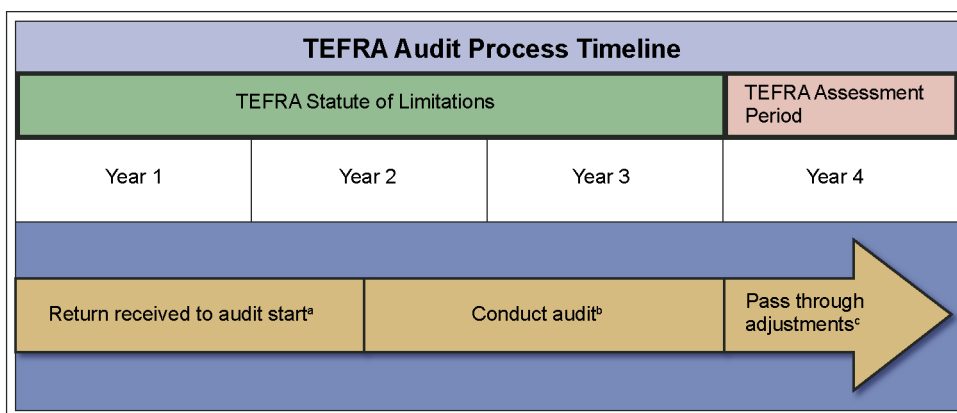 TEFRA Audit Process Timeline
TEFRA Statute of Limitations
TEFRA Assessment
Period
Year 1
Year 2
Year 3
Year 4
Return received to audit startᵃ
Conduct auditᵇ
Pass through
adjustmentsᶜ